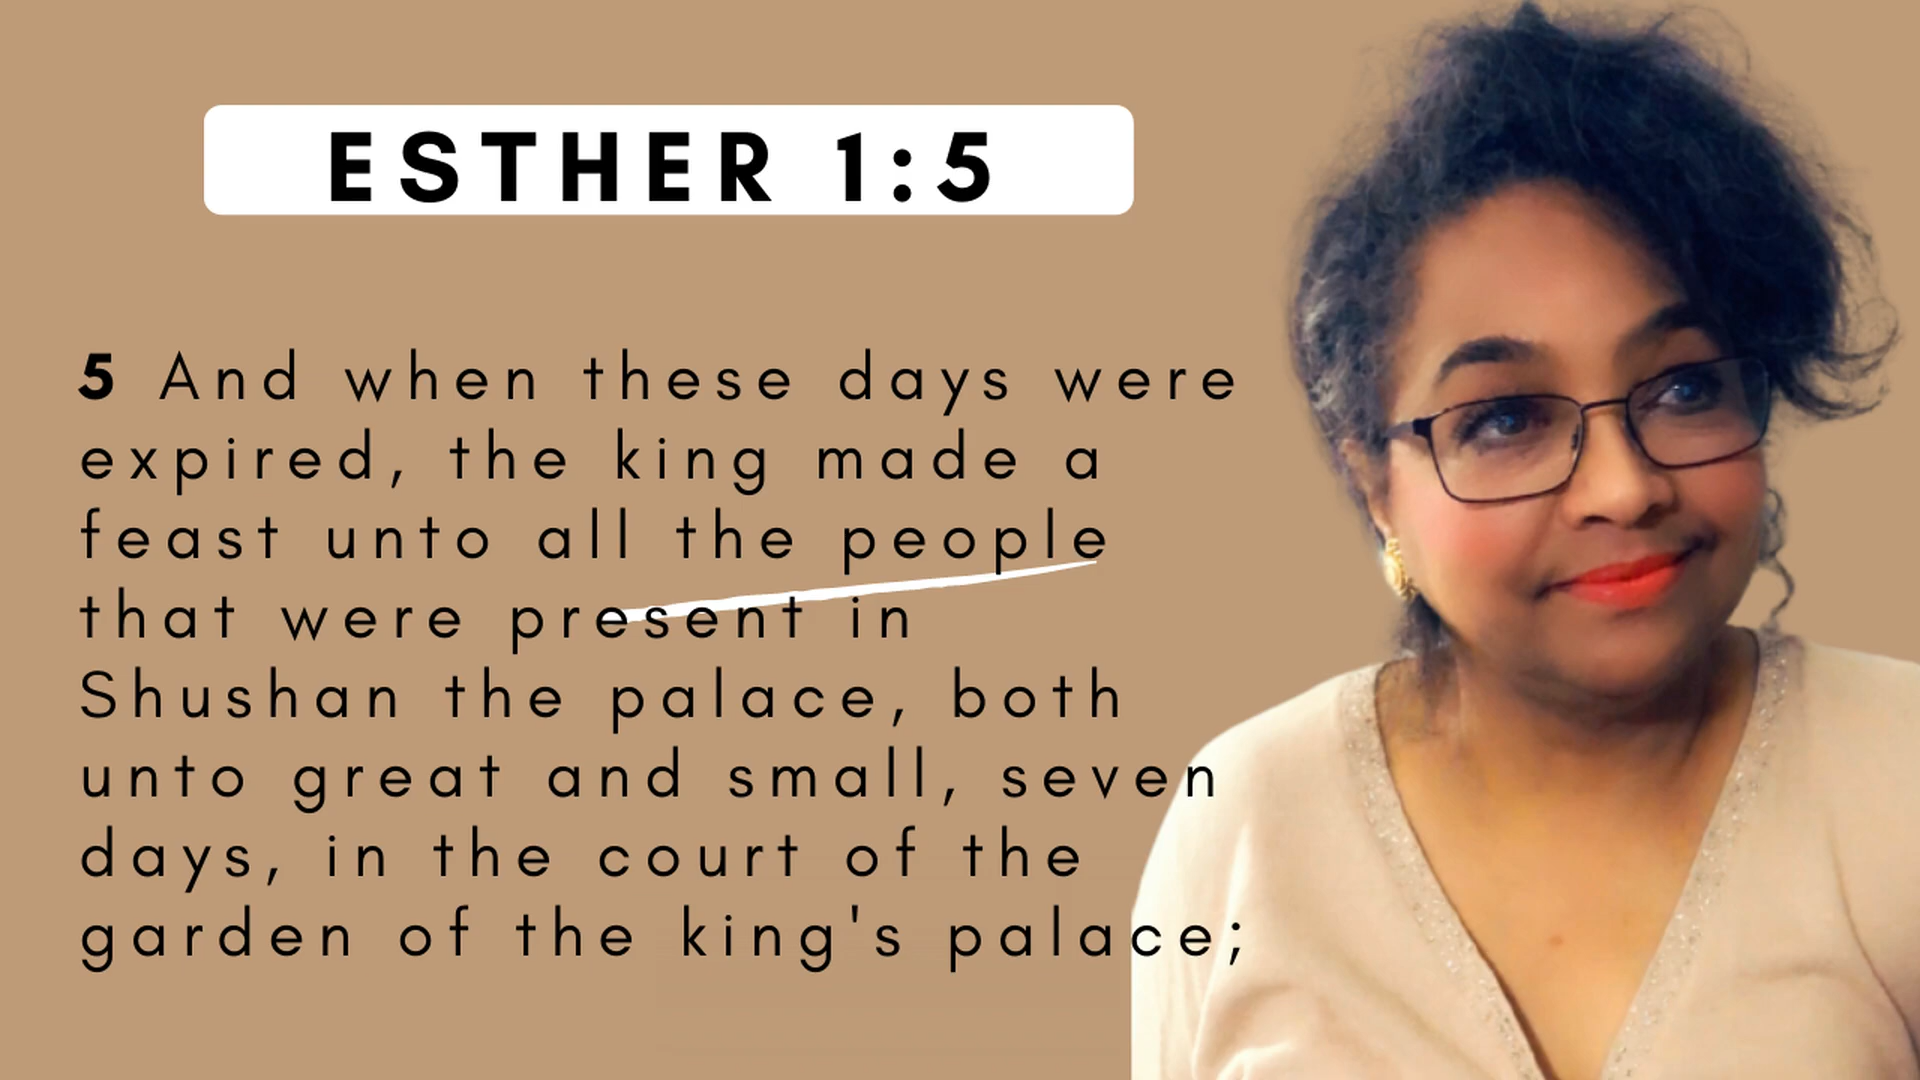 ESTHER 1:5
5 And when these days were
expired, the king made a
feast unto all the people
that were present in
Shushan the palace, both
unto great and small, seven
days, in the court of the
garden of the king's palace;